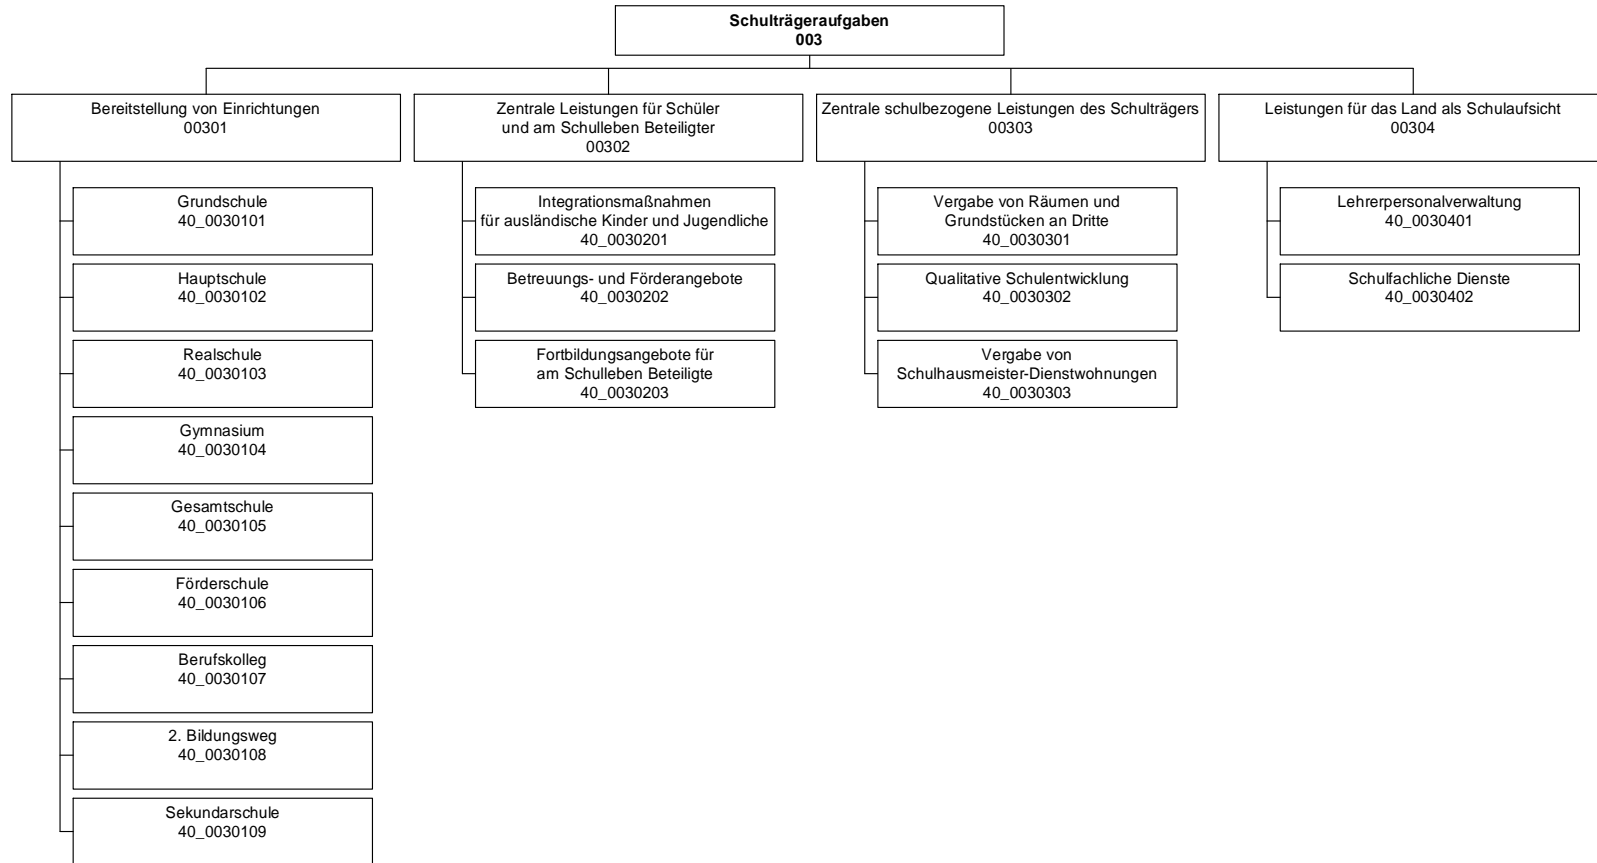 Schulträgeraufgaben
003
Bereitstellung von Einrichtungen
00301
Grundschule
40_0030101
Hauptschule
40_0030102
Realschule
40_0030103
Gymnasium
40_0030104
Gesamtschule
40_0030105
Förderschule
40_0030106
Berufskolleg
40_0030107
2. Bildungsweg
40_0030108
Sekundarschule
40_0030109
Zentrale Leistungen für Schüler
und am Schulleben Beteiligter
00302
Integrationsmaßnahmen
für ausländische Kinder und Jugendliche
40_0030201
Betreuungs- und Förderangebote
40_0030202
Fortbildungsangebote für
am Schulleben Beteiligte
40_0030203
Zentrale schulbezogene Leistungen des Schulträgers
00303
Vergabe von Räumen und
Grundstücken an Dritte
40_0030301
Qualitative Schulentwicklung
40_0030302
Vergabe von
Schulhausmeister-Dienstwohnungen
40_0030303
Leistungen für das Land als Schulaufsicht
00304
Lehrerpersonalverwaltung
40_0030401
Schulfachliche Dienste
40_0030402